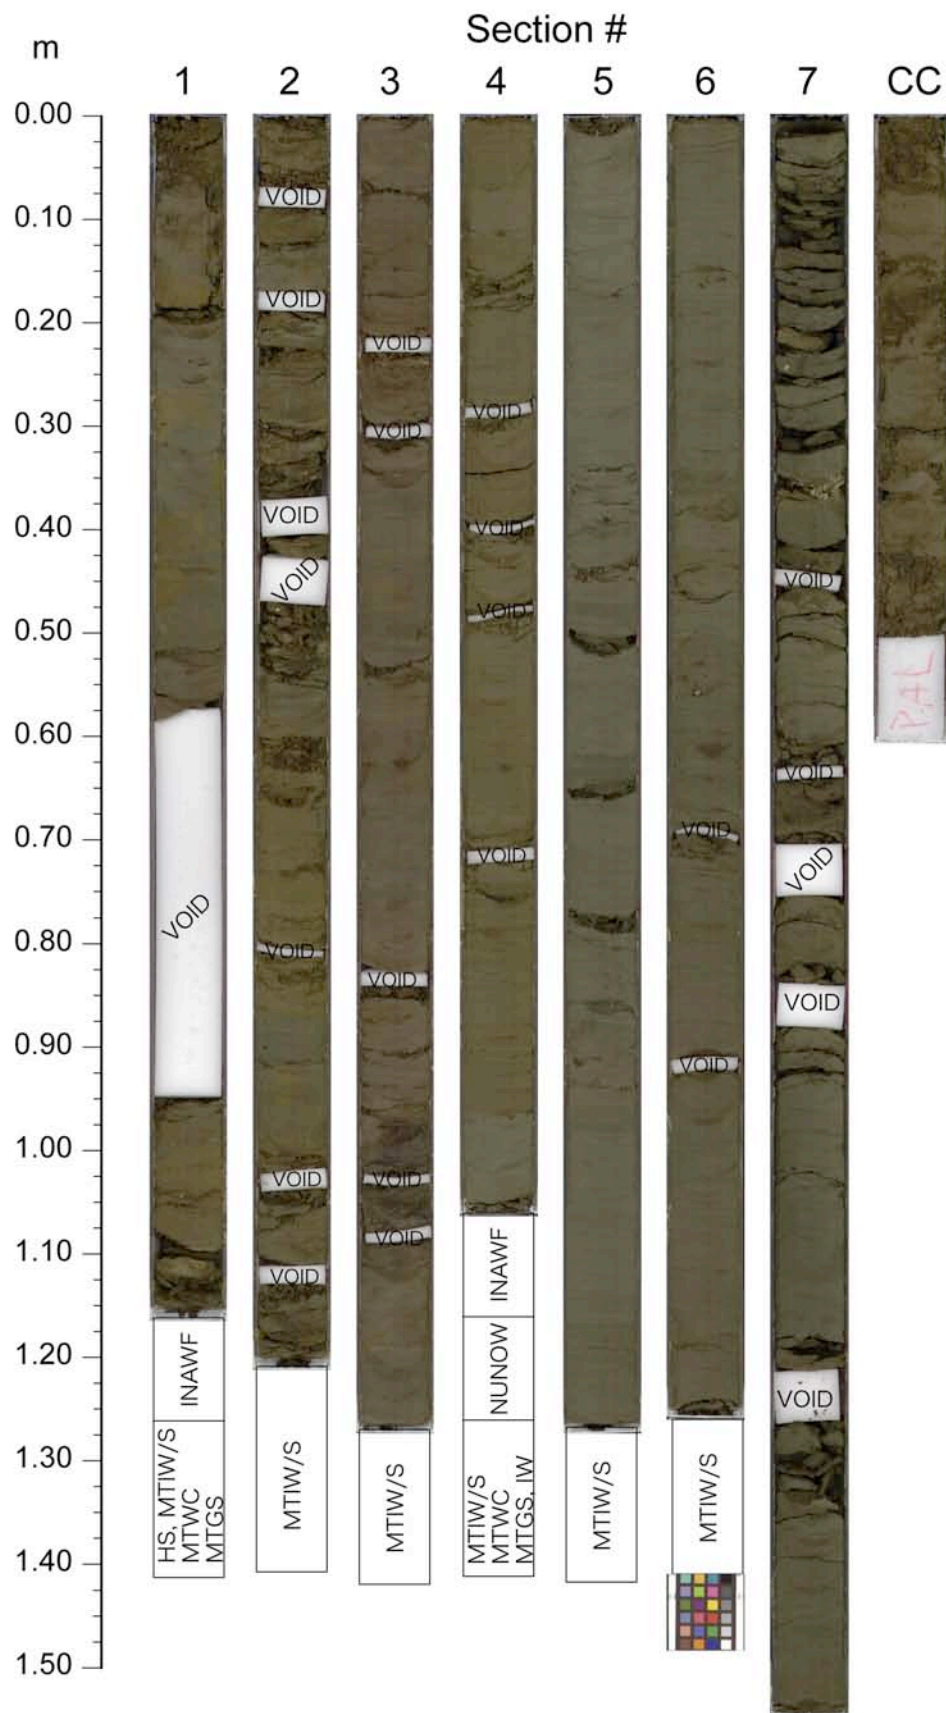 Section #
m
1 2 3 4 5 6 7 CC
0.00
0.10
0.20
0.30
0.40
0.50
0.60
0.70
0.80
0.90
1.00
1.10
1.20
1.30
1.40
1.50
VOID
INAWF
HS, MTIW/S
MTWC
MTGS
VOID
VOID
VOID
VOID
VOID
VOID
VOID
MTIW/S
VOID
VOID
VOID
VOID
VOID
MTIW/S
VOID
VOID
VOID
VOID
INAWF
NUNOW
MTIW/S
MTWC
MTGS, IW
MTIW/S
VOID
VOID
MTIW/S
VOID
VOID
VOID
VOID
VOID
PAL